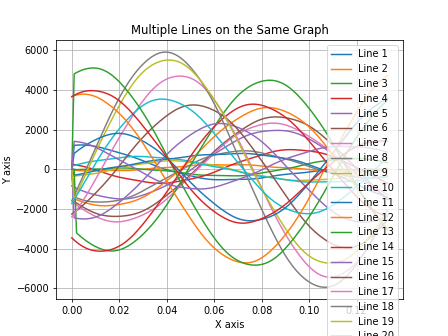 Multiple Lines on the Same Graph
6000
4000
2000
0
−2000
−4000
−6000
Y axis
0.00
0.02
0.04
0.06
0.08
0.10
X axis
Line 1
Line 2
Line 3
Line 4
Line 5
Line 6
Line 7
Line 8
Line 9
Line 10
Line 11
Line 12
Line 13
Line 14
Line 15
Line 16
Line 17
Line 18
Line 19
Line 20